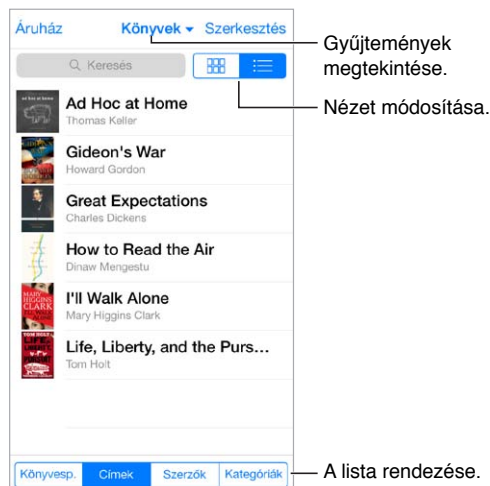 Áruház Könyvek Szerkesztés
Gyűjtemények
megtekintése.
Keresés
Nézet módosítása.
Ad Hoc at Home
Thomas Keller
Gideon's War
Howard Gordon
Great Expectations
Charles Dickens
How to Read the Air
Dinaw Mengestu
I'll Walk Alone
Mary Higgins Clark
Life, Liberty, and the Purs...
Tom Holt
Könyvesp. Címek Szerzők Kategóriák
A lista rendezése.